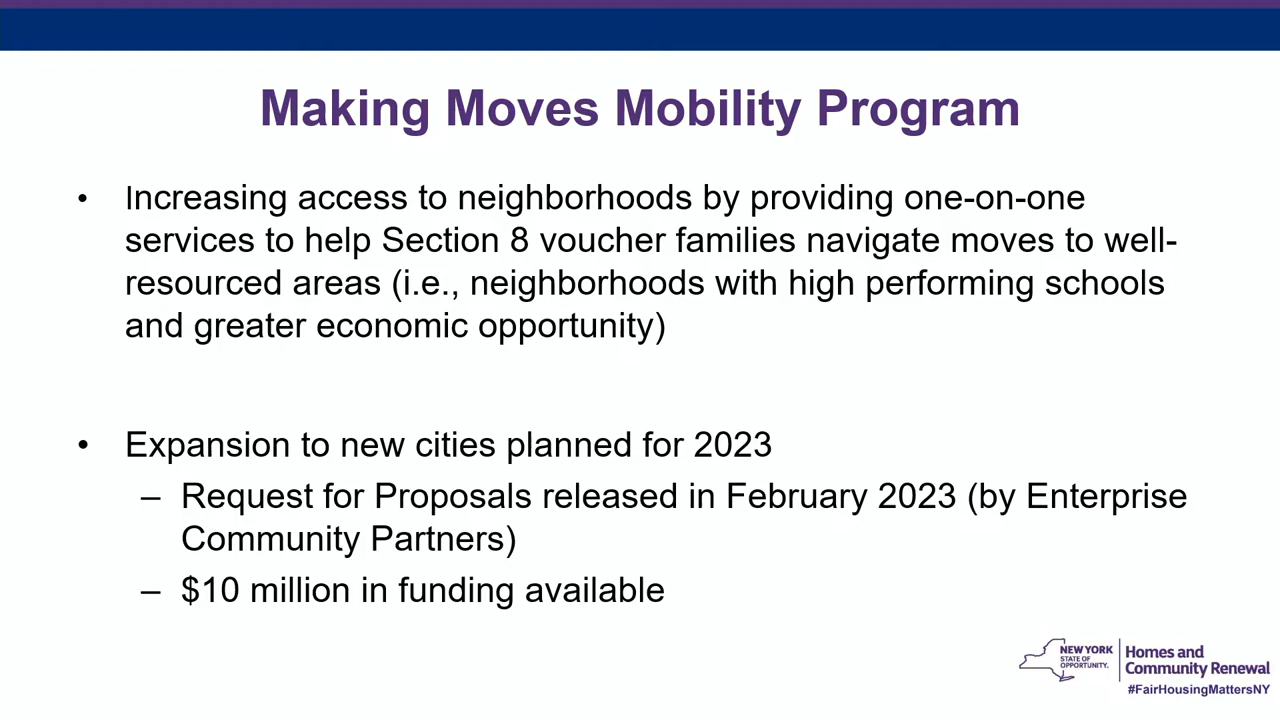 Making Moves Mobility Program
• Increasing access to neighborhoods by providing one-on-one
services to help Section 8 voucher families navigate moves to well-
resourced areas (i.e., neighborhoods with high performing schools
and greater economic opportunity)
• Expansion to new cities planned for 2023
– Request for Proposals released in February 2023 (by Enterprise
Community Partners)
– $10 million in funding available
NEW YORK
STATE OF
OPPORTUNITY.
Homes and
Community Renewal
#FairHousingMattersNY